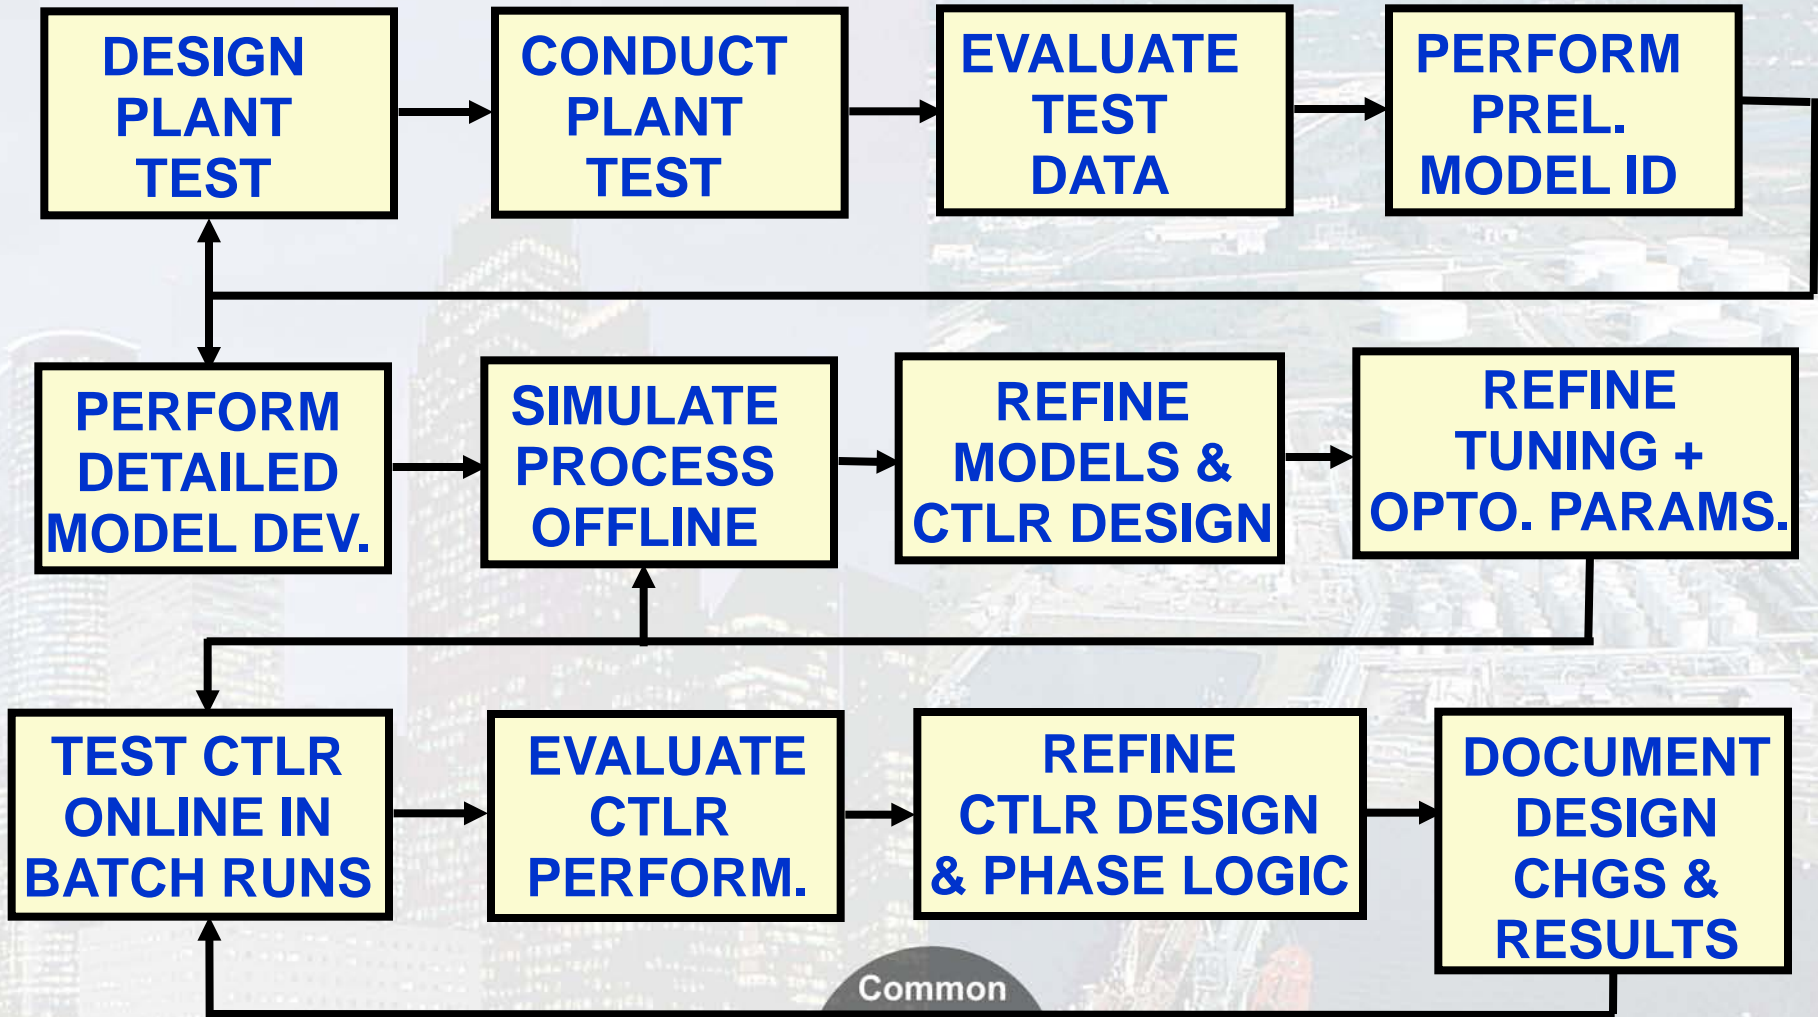 DESIGN
PLANT
TEST
CONDUCT
PLANT
TEST
EVALUATE
TEST
DATA
PERFORM
PREL.
MODEL ID
PERFORM
DETAILED
MODEL DEV.
SIMULATE
PROCESS
OFFLINE
REFINE
MODELS &
CTLR DESIGN
REFINE
TUNING +
OPTO. PARAMS.
TEST CTLR
ONLINE IN
BATCH RUNS
EVALUATE
CTLR
PERFORM.
REFINE
CTLR DESIGN
& PHASE LOGIC
DOCUMENT
DESIGN
CHGS &
RESULTS
Common